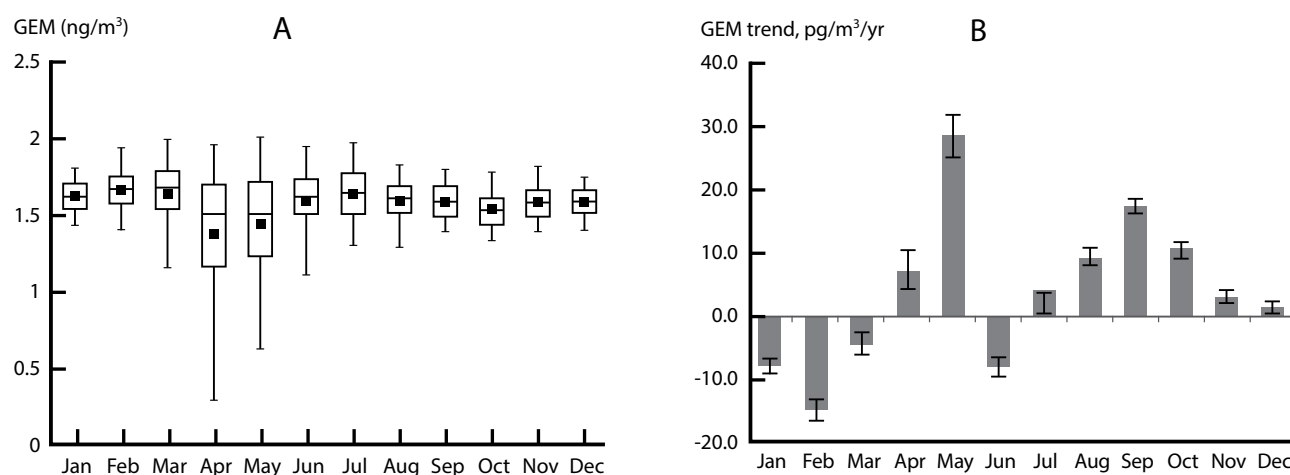 GEM (ng/m³)
A
2.5
2
1.5
1
0.5
0
Jan Feb Mar Apr May Jun Jul Aug Sep Oct Nov Dec
GEM trend, pg/m³/yr
B
40.0
30.0
20.0
10.0
0.0
-10.0
-20.0
Jan Feb Mar Apr May Jun Jul Aug Sep Oct Nov Dec